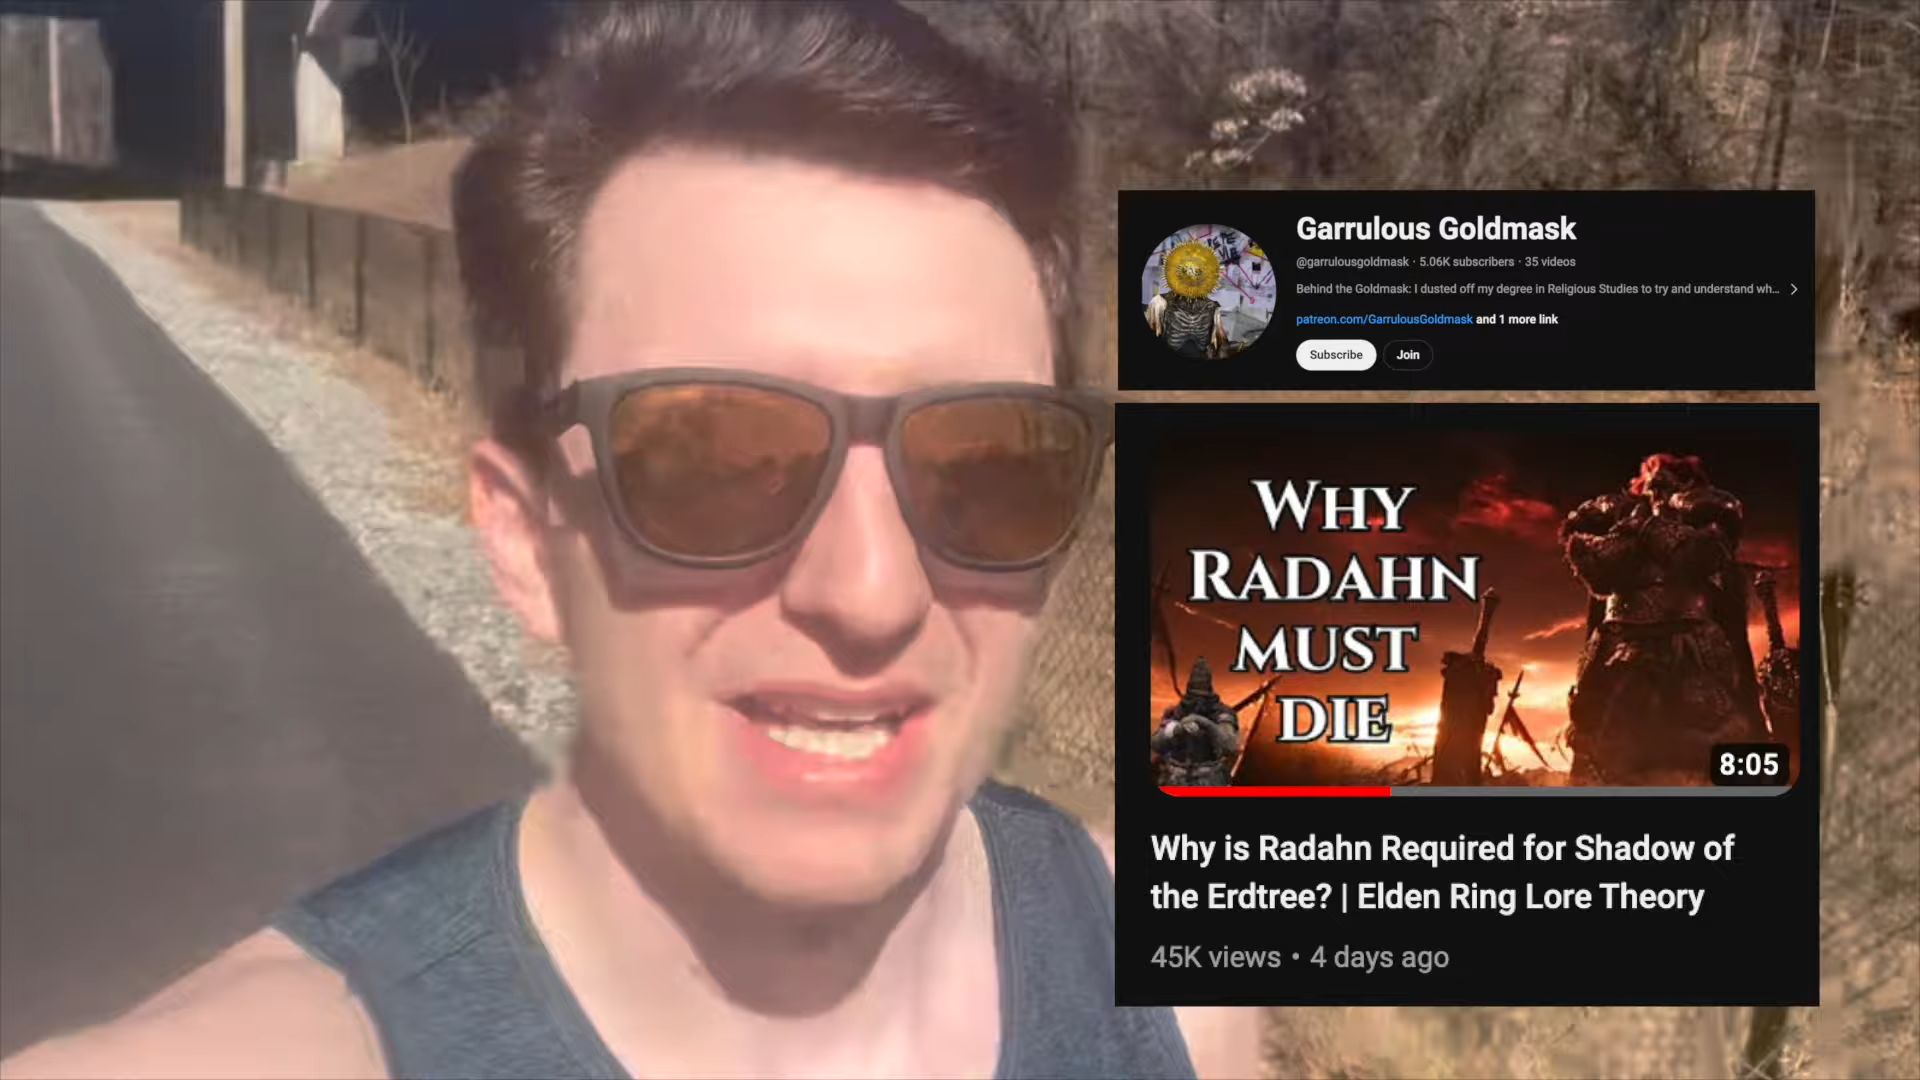 Garrulous Goldmask
@garrulousgoldmask · 5.06K subscribers · 35 videos
Behind the Goldmask: I dusted off my degree in Religious Studies to try and understand wh...
patreon.com/GarrulousGoldmask and 1 more link
Subscribe Join
WHY
RADAHN
MUST
DIE
8:05
Why is Radahn Required for Shadow of
the Erdtree? | Elden Ring Lore Theory
45K views • 4 days ago